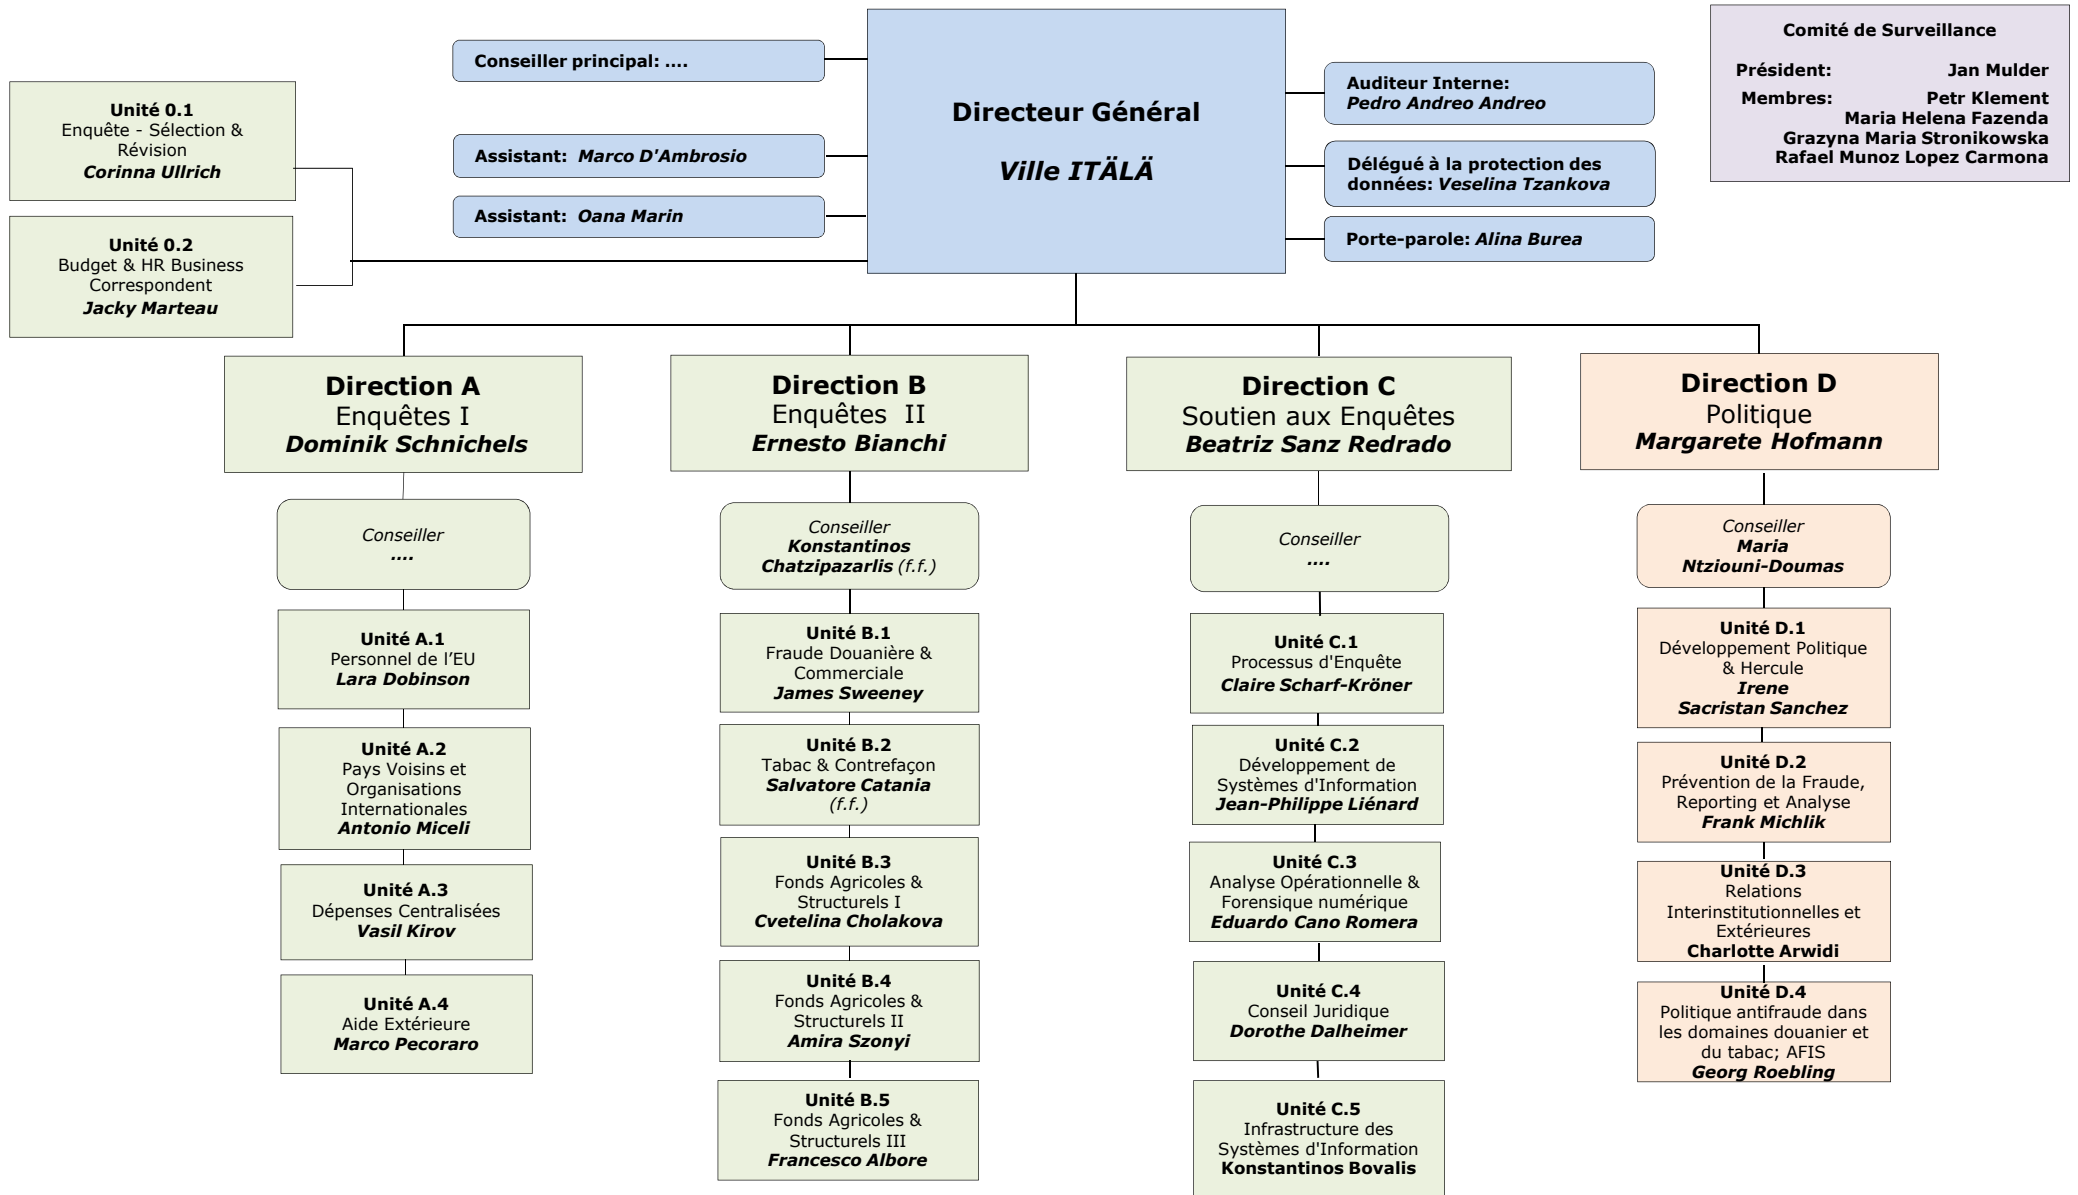 Unité 0.1
Enquête - Sélection &
Révision
Corinna Ullrich
Unité 0.2
Budget & HR Business
Correspondent
Jacky Marteau
Conseiller principal: ....
Assistant: Marco D'Ambrosio
Assistant: Oana Marin
Directeur Général
Ville ITÄLÄ
Auditeur Interne:
Pedro Andreo Andreo
Délégué à la protection des
données: Veselina Tzankova
Porte-parole: Alina Burea
Comité de Surveillance
Président: Jan Mulder
Membres: Petr Klement
Maria Helena Fazenda
Grazyna Maria Stronikowska
Rafael Munoz Lopez Carmona
Direction A
Enquêtes I
Dominik Schnichels
Conseiller
....
Unité A.1
Personnel de l’EU
Lara Dobinson
Unité A.2
Pays Voisins et
Organisations
Internationales
Antonio Miceli
Unité A.3
Dépenses Centralisées
Vasil Kirov
Unité A.4
Aide Extérieure
Marco Pecoraro
Direction B
Enquêtes II
Ernesto Bianchi
Conseiller
Konstantinos
Chatzipazarlis (f.f.)
Unité B.1
Fraude Douanière &
Commerciale
James Sweeney
Unité B.2
Tabac & Contrefaçon
Salvatore Catania
(f.f.)
Unité B.3
Fonds Agricoles &
Structurels I
Cvetelina Cholakova
Unité B.4
Fonds Agricoles &
Structurels II
Amira Szonyi
Unité B.5
Fonds Agricoles &
Structurels III
Francesco Albore
Direction C
Soutien aux Enquêtes
Beatriz Sanz Redrado
Conseiller
....
Unité C.1
Processus d'Enquête
Claire Scharf-Kröner
Unité C.2
Développement de
Systèmes d'Information
Jean-Philippe Liénard
Unité C.3
Analyse Opérationnelle &
Forensique numérique
Eduardo Cano Romera
Unité C.4
Conseil Juridique
Dorothe Dalheimer
Unité C.5
Infrastructure des
Systèmes d'Information
Konstantinos Bovalis
Direction D
Politique
Margarete Hofmann
Conseiller
Maria
Ntziouni-Doumas
Unité D.1
Développement Politique
& Hercule
Irene
Sacristan Sanchez
Unité D.2
Prévention de la Fraude,
Reporting et Analyse
Frank Michlik
Unité D.3
Relations
Interinstitutionnelles et
Extérieures
Charlotte Arwidi
Unité D.4
Politique antifraude dans
les domaines douanier et
du tabac; AFIS
Georg Roebling